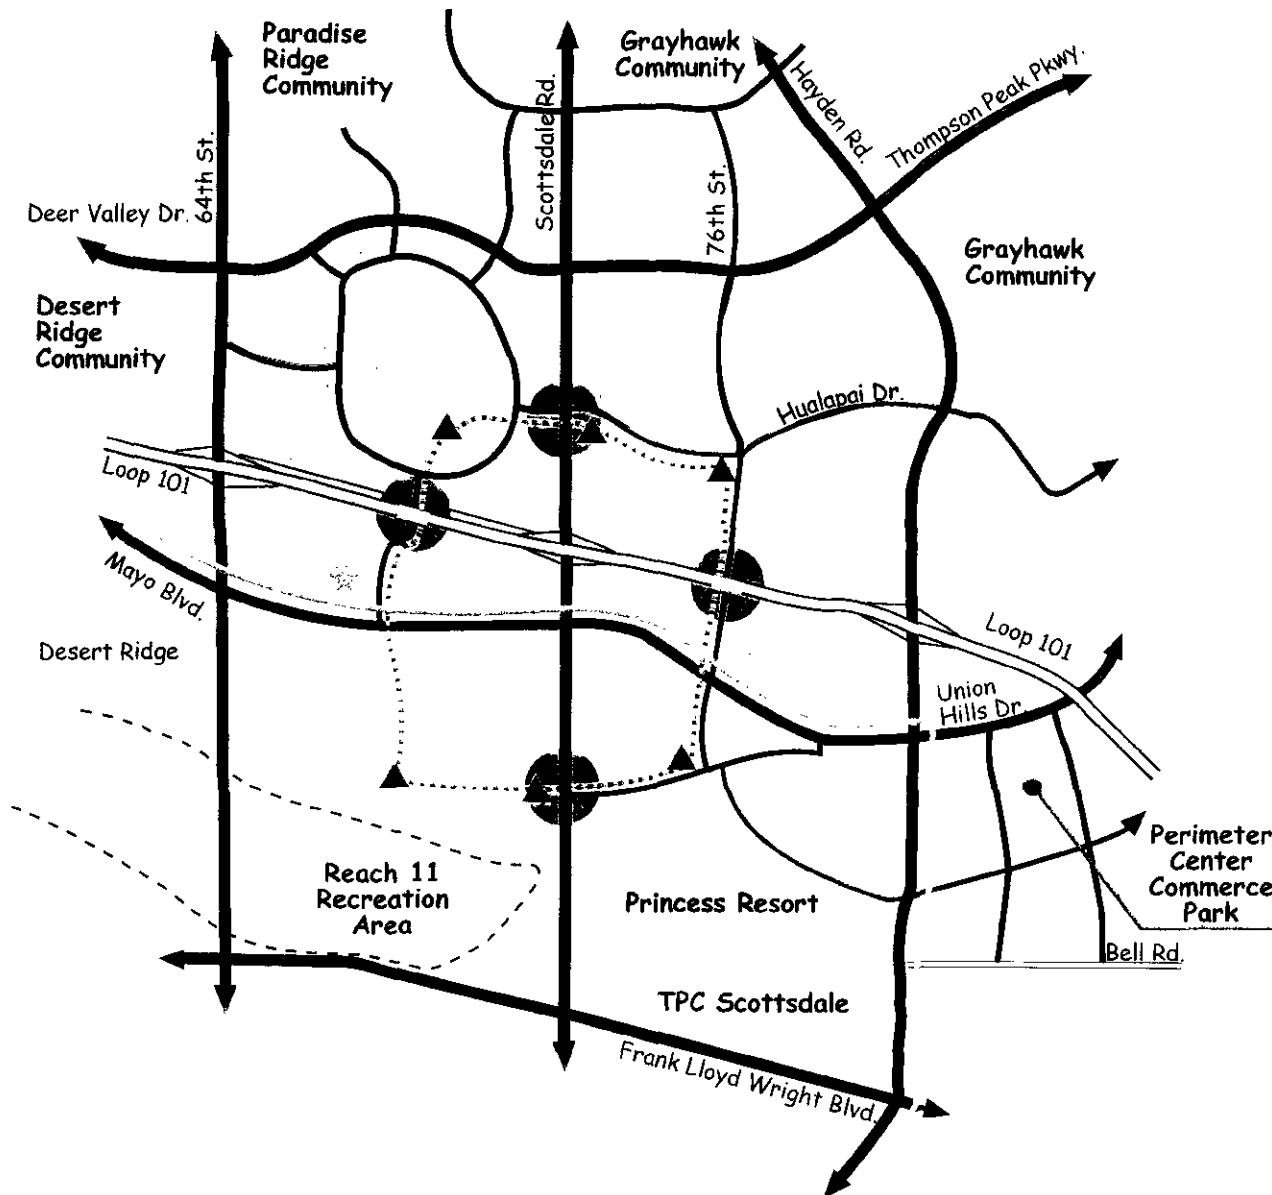 Paradise
Ridge
Community
Grayhawk
Community
Scottsdale Rd.
Hayden Rd.
Thompson Peak Pkwy.
64th St.
76th St.
Deer Valley Dr.
Grayhawk
Community
Desert
Ridge
Community
Hualapai Dr.
Loop 101
Mayo Blvd.
Loop 101
Desert Ridge
Union
Hills Dr.
Perimeter
Center
Commerce
Park
Reach 11
Recreation
Area
Princess Resort
Bell Rd.
TPC Scottsdale
Frank Lloyd Wright Blvd.